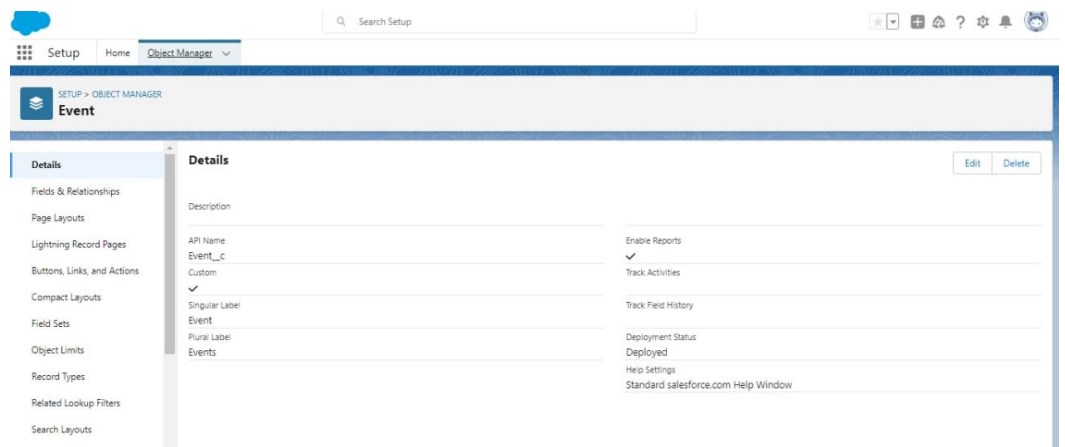 Search Setup
Setup
Home
Object Manager
SETUP > OBJECT MANAGER
Event
Details
Fields & Relationships
Page Layouts
Lightning Record Pages
Buttons, Links, and Actions
Compact Layouts
Field Sets
Object Limits
Record Types
Related Lookup Filters
Search Layouts
Details
Edit
Delete
Description
API Name
Event__c
Custom
Singular Label
Event
Plural Label
Events
Enable Reports
Track Activities
Track Field History
Deployment Status
Deployed
Help Settings
Standard salesforce.com Help Window